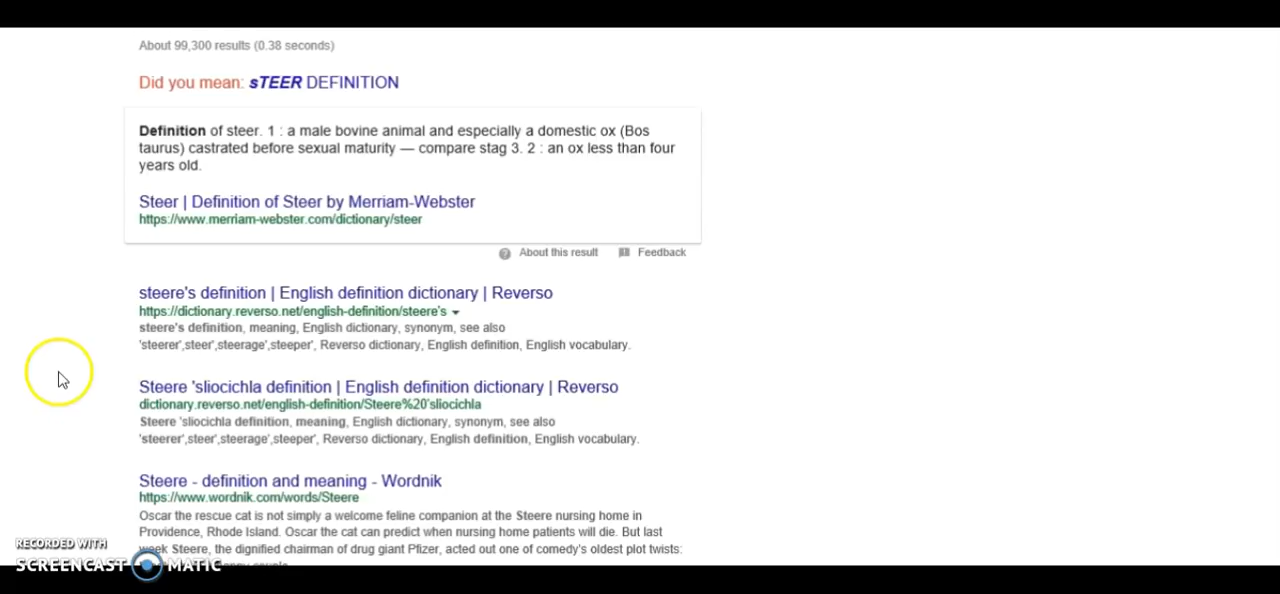 About 99,300 results (0.38 seconds)
Did you mean: sTEER DEFINITION
Definition of steer. 1 : a male bovine animal and especially a domestic ox (Bos
taurus) castrated before sexual maturity — compare stag 3. 2 : an ox less than four
years old.
Steer | Definition of Steer by Merriam-Webster
https://www.merriam-webster.com/dictionary/steer
About this result Feedback
steere's definition | English definition dictionary | Reverso
https://dictionary.reverso.net/english-definition/steere's
steere's definition, meaning, English dictionary, synonym, see also
'steerer',steer',steerage',steeper', Reverso dictionary, English definition, English vocabulary.
Steere 'sliocichla definition | English definition dictionary | Reverso
dictionary.reverso.net/english-definition/Steere%20'sliocichla
Steere 'sliocichla definition, meaning, English dictionary, synonym, see also
'steerer',steer',steerage',steeper', Reverso dictionary, English definition, English vocabulary.
Steere - definition and meaning - Wordnik
https://www.wordnik.com/words/Steere
Oscar the rescue cat is not simply a welcome feline companion at the Steere nursing home in
Providence, Rhode Island. Oscar the cat can predict when nursing home patients will die. But last
week Steere, the dignified chairman of drug giant Pfizer, acted out one of comedy's oldest plot twists:
RECORDED WITH
SCREENCAST MATIC